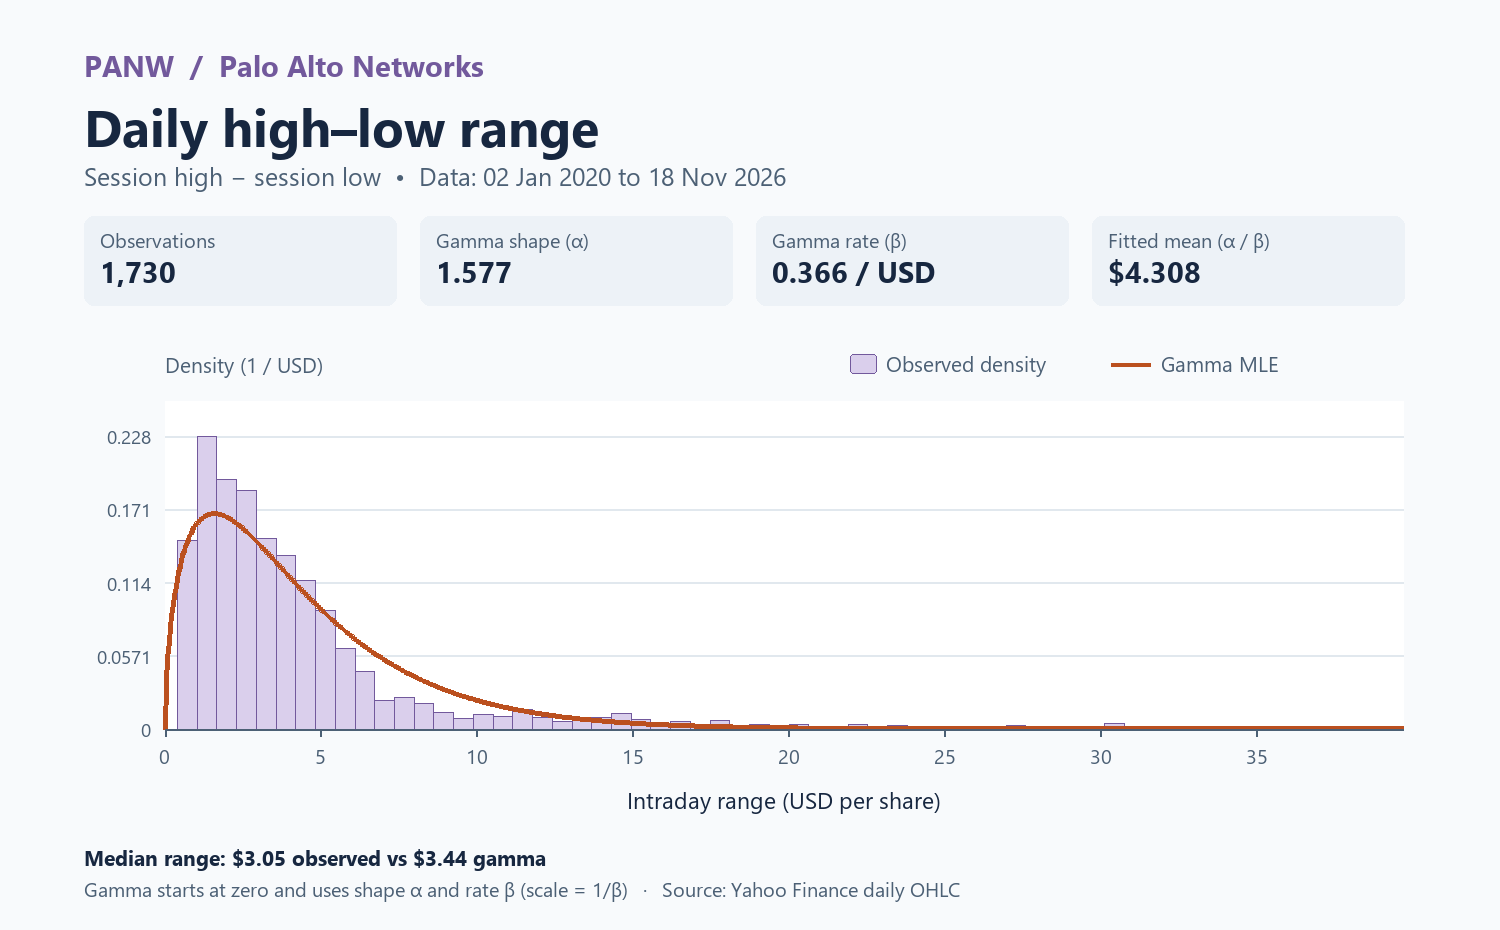 PANW / Palo Alto Networks
Daily high–low range
Session high − session low • Data: 02 Jan 2020 to 18 Nov 2026
Observations
1,730
Gamma shape (α)
1.577
Gamma rate (β)
0.366 / USD
Fitted mean (α / β)
$4.308
Density (1 / USD)
Observed density
Gamma MLE
0.228
0.171
0.114
0.0571
0
0 5 10 15 20 25 30 35
Intraday range (USD per share)
Median range: $3.05 observed vs $3.44 gamma
Gamma starts at zero and uses shape α and rate β (scale = 1/β) · Source: Yahoo Finance daily OHLC